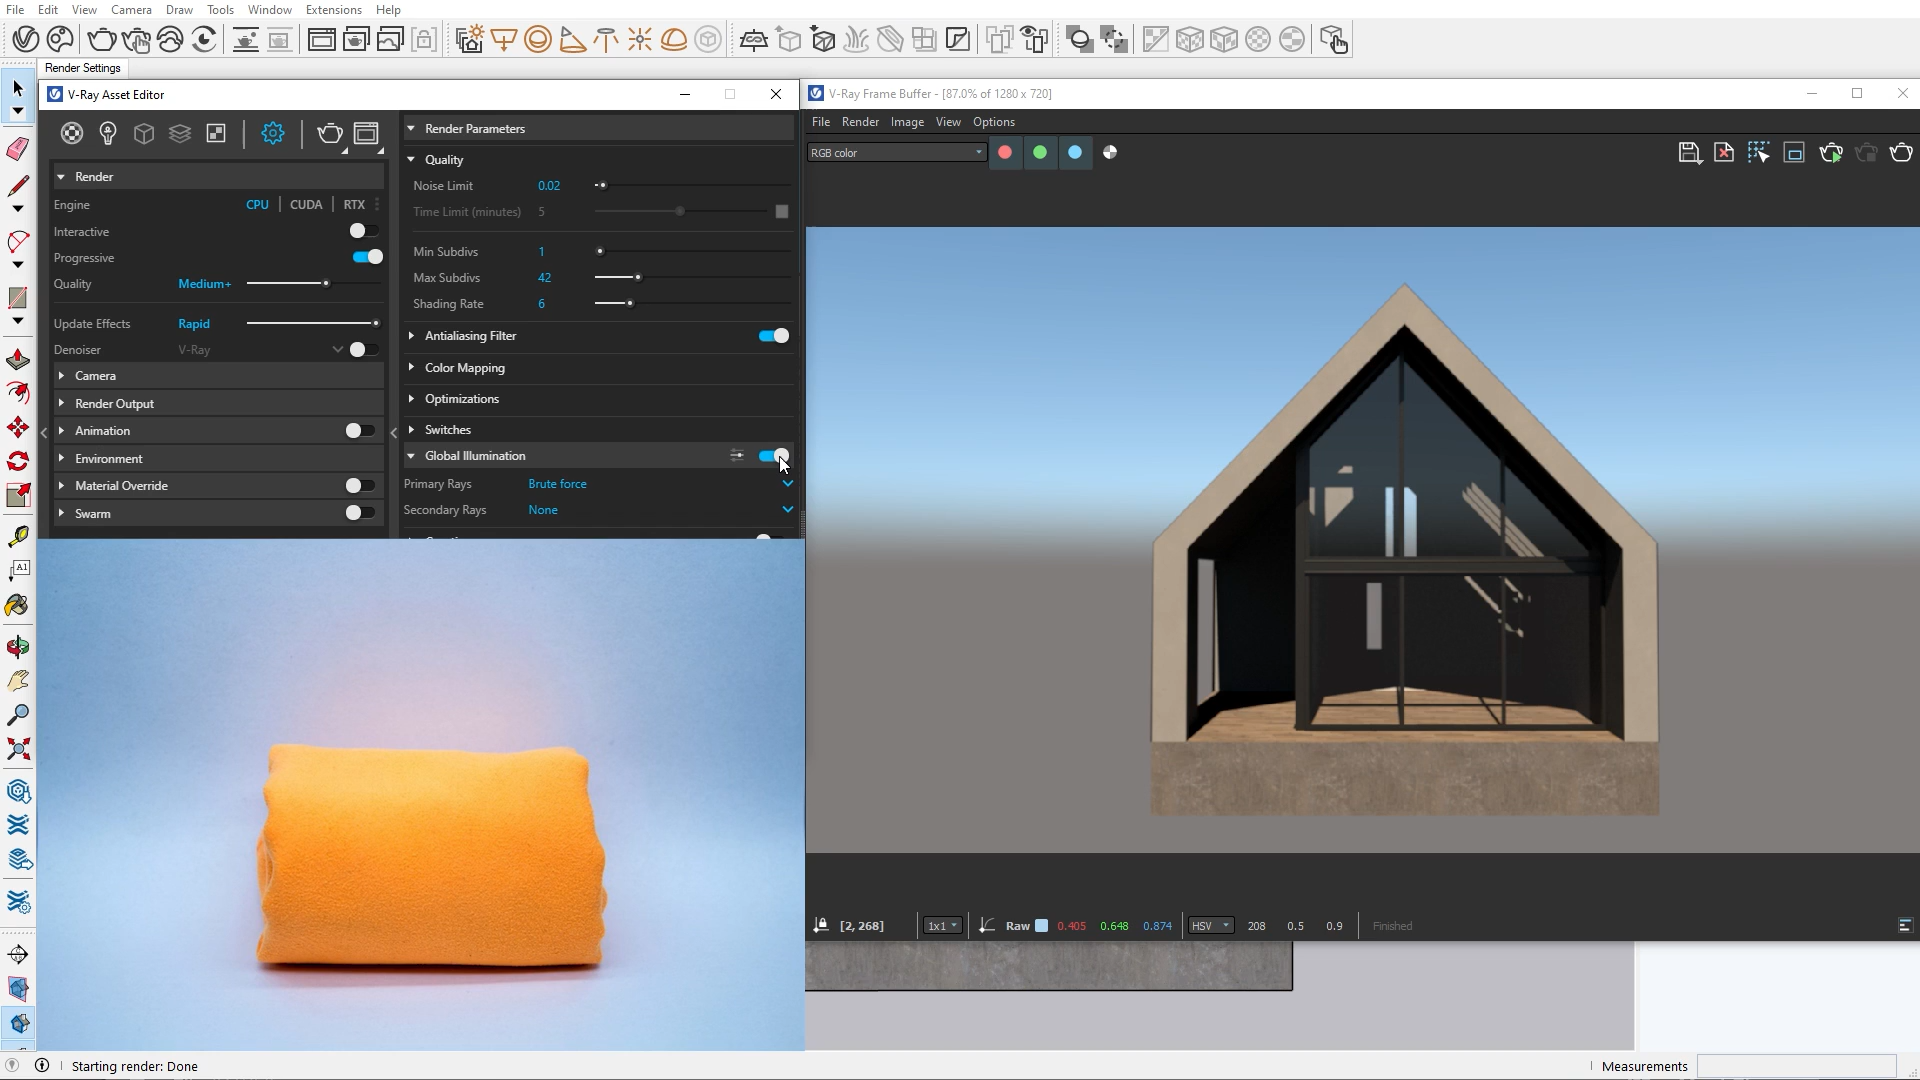 File Edit View Camera Draw Tools Window Extensions Help
Render Settings
V-Ray Asset Editor
Render
Engine CPU CUDA RTX
Interactive
Progressive
Quality Medium+
Update Effects Rapid
Denoiser V-Ray
Camera
Render Output
Animation
Environment
Material Override
Swarm
Render Parameters
Quality
Noise Limit 0.02
Time Limit (minutes) 5
Min Subdivs 1
Max Subdivs 42
Shading Rate 6
Antialiasing Filter
Color Mapping
Optimizations
Switches
Global Illumination
Primary Rays Brute force
Secondary Rays None
V-Ray Frame Buffer - [87.0% of 1280 x 720]
File Render Image View Options
RGB color
[2, 268] 1x1 Raw 0.405 0.648 0.874 HSV 208 0.5 0.9 Finished
A1
Starting render: Done
Measurements